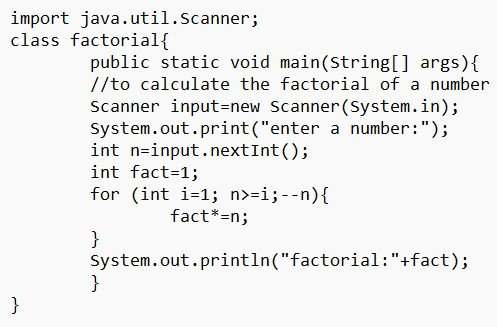 import java.util.Scanner;
class factorial{
        public static void main(String[] args){
        //to calculate the factorial of a number
        Scanner input=new Scanner(System.in);
        System.out.print("enter a number:");
        int n=input.nextInt();
        int fact=1;
        for (int i=1; n>=i;--n){
                fact*=n;
        }
        System.out.println("factorial:"+fact);
        }
}